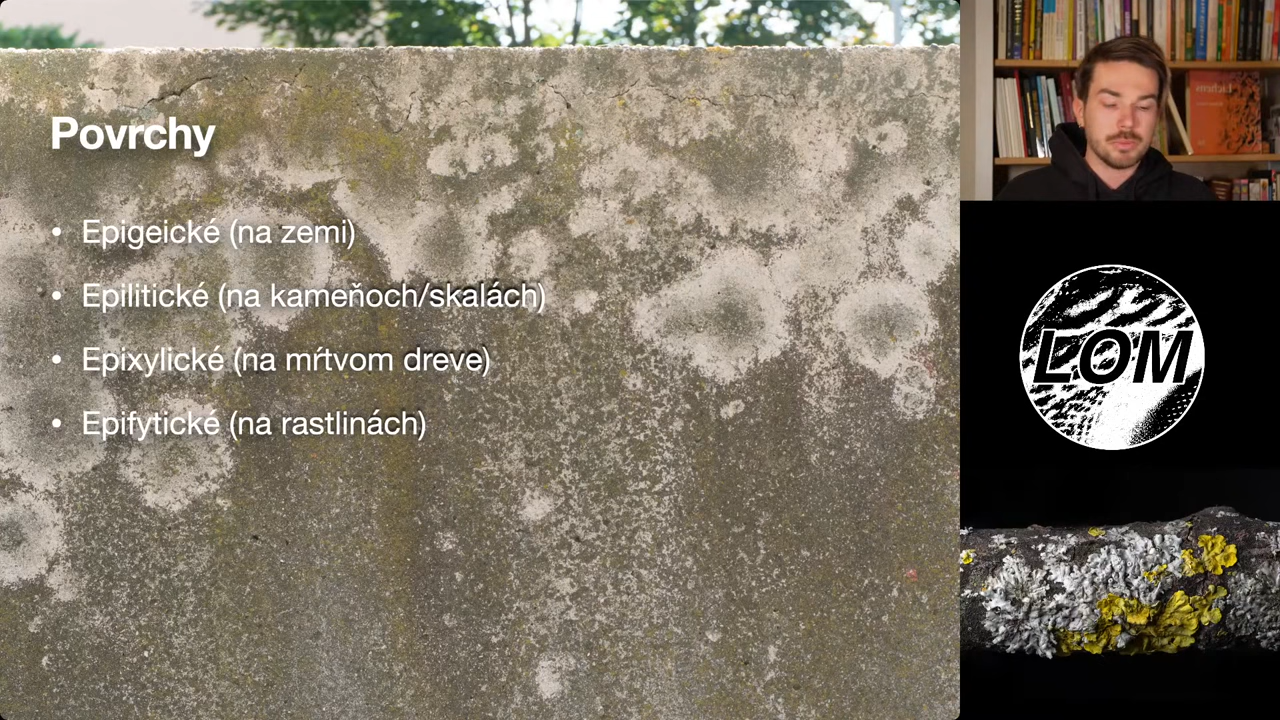 Povrchy
• Epigeické (na zemi)
• Epilitické (na kameňoch/skalách)
• Epixylické (na mŕtvom dreve)
• Epifytické (na rastlinách)
LOM